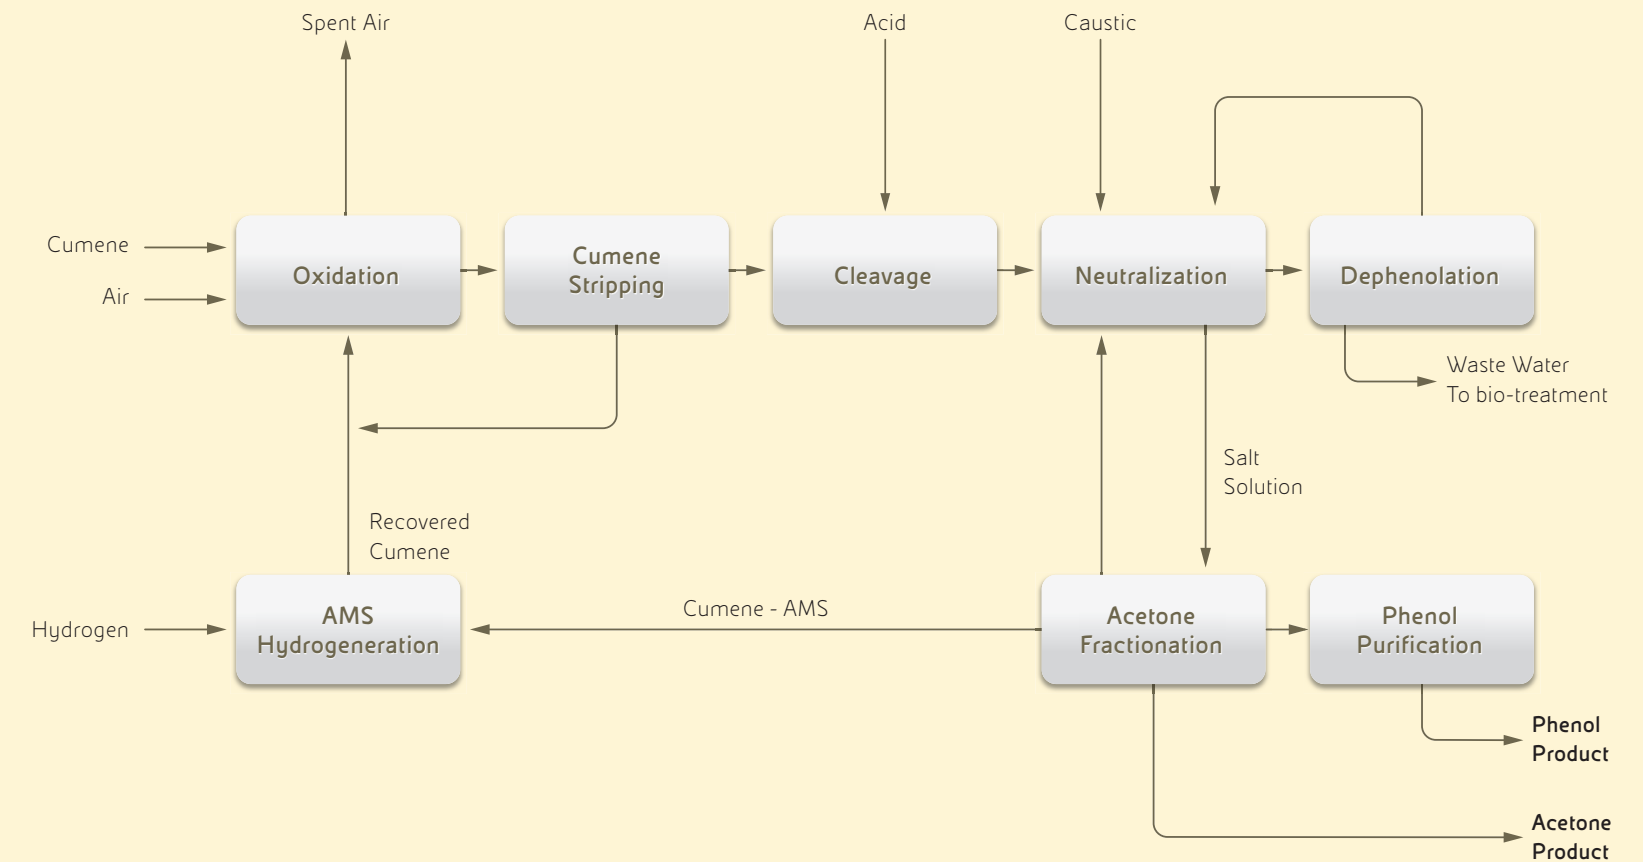 Spent Air
Acid
Caustic
Cumene
Air
Oxidation
Cumene
Stripping
Cleavage
Neutralization
Dephenolation
Waste Water
To bio-treatment
Salt
Solution
Recovered
Cumene
Hydrogen
AMS
Hydrogeneration
Cumene - AMS
Acetone
Fractionation
Phenol
Purification
Phenol
Product
Acetone
Product